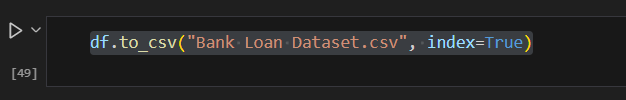 df.to_csv("Bank Loan Dataset.csv", index=True)
[49]